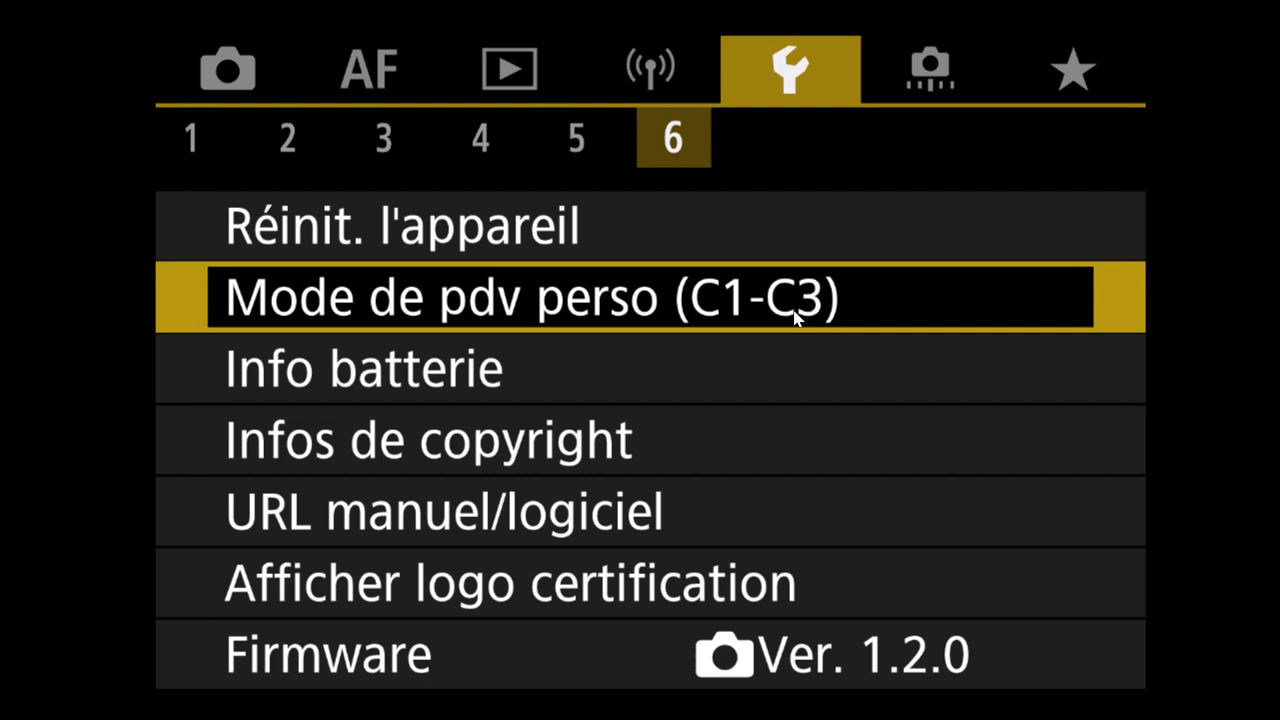 AF
1 2 3 4 5 6
Réinit. l'appareil
Mode de pdv perso (C1-C3)
Info batterie
Infos de copyright
URL manuel/logiciel
Afficher logo certification
Firmware Ver. 1.2.0